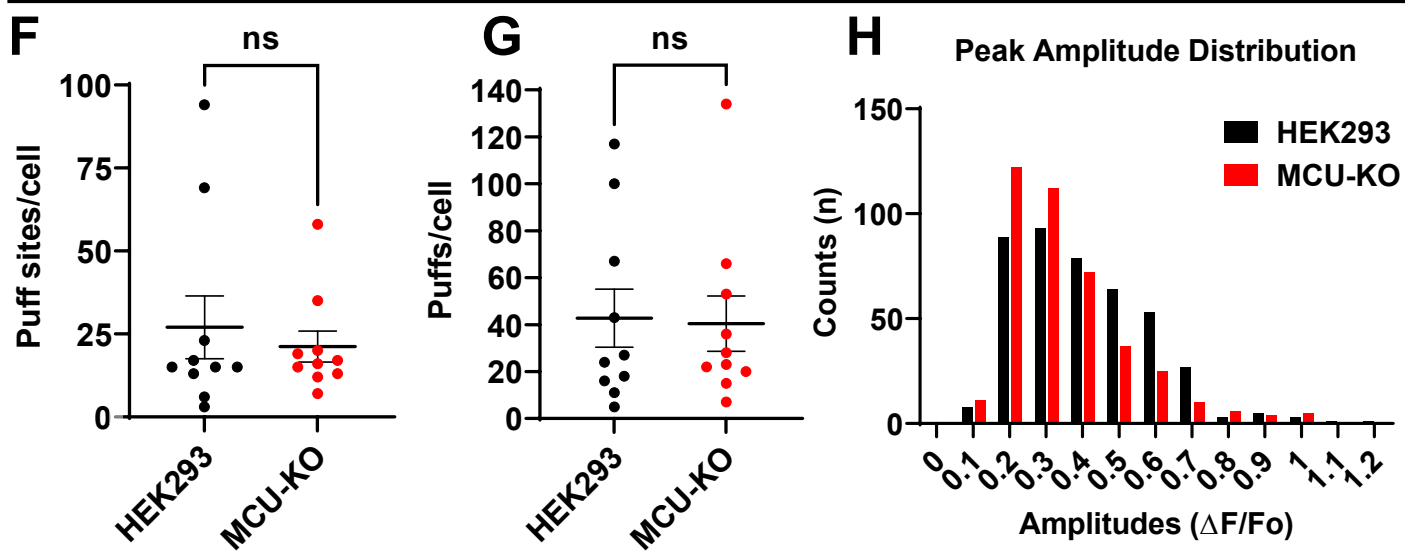 F
ns
Puff sites/cell
100
75
50
25
0
HEK293
MCU-KO
G
ns
Puffs/cell
140
120
100
80
60
40
20
0
HEK293
MCU-KO
H
Peak Amplitude Distribution
HEK293
MCU-KO
Counts (n)
150
100
50
0
0 0.1 0.2 0.3 0.4 0.5 0.6 0.7 0.8 0.9 1 1.1 1.2
Amplitudes (∆F/Fo)